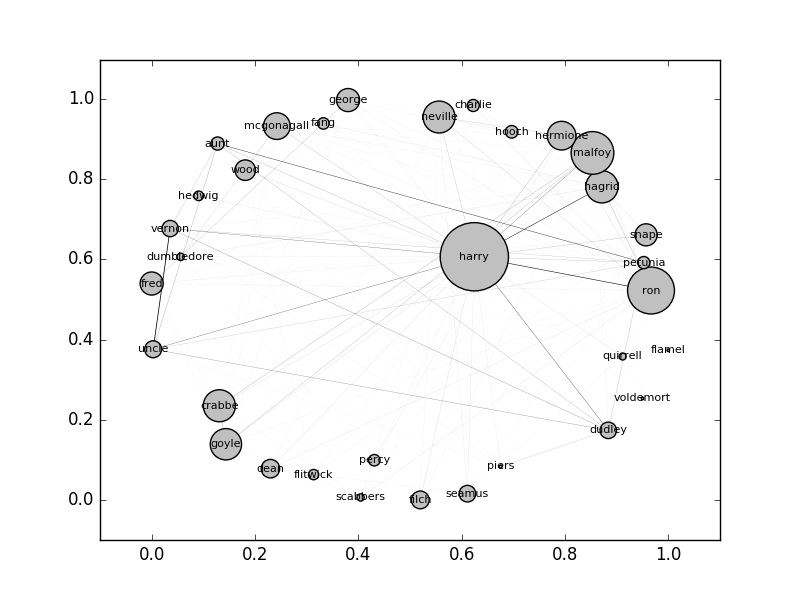 1.0
0.8
0.6
0.4
0.2
0.0
0.0
0.2
0.4
0.6
0.8
1.0
george
charlie
mcgonagall
fang
neville
hooch
hermione
aunt
malfoy
wood
hagrid
hedwig
vernon
snape
dumbledore
harry
petunia
fred
ron
uncle
quirrell
flamel
crabbe
voldemort
goyle
dudley
dean
flitwick
percy
piers
scabbers
filch
seamus